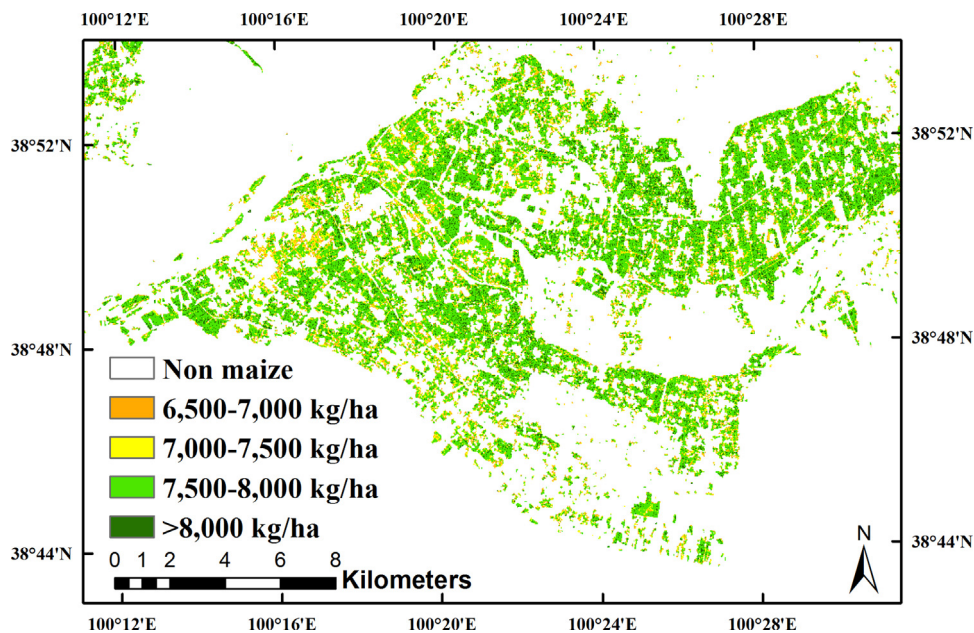 100°12'E 100°16'E 100°20'E 100°24'E 100°28'E
38°52'N 38°52'N
38°48'N 38°48'N
Non maize
6,500-7,000 kg/ha
7,000-7,500 kg/ha
7,500-8,000 kg/ha
>8,000 kg/ha
N
38°44'N 38°44'N
0 1 2 4 6 8
Kilometers
100°12'E 100°16'E 100°20'E 100°24'E 100°28'E